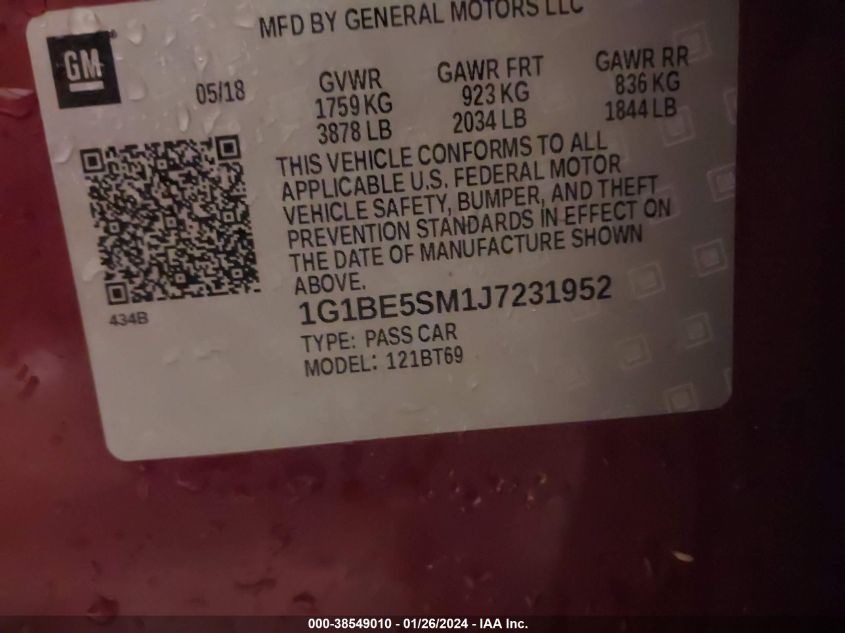 MFD BY GENERAL MOTORS LLC
GM
05/18
GVWR
1759 KG
3878 LB
GAWR FRT
923 KG
2034 LB
GAWR RR
836 KG
1844 LB
THIS VEHICLE CONFORMS TO ALL
APPLICABLE U.S. FEDERAL MOTOR
VEHICLE SAFETY, BUMPER, AND THEFT
PREVENTION STANDARDS IN EFFECT ON
THE DATE OF MANUFACTURE SHOWN
ABOVE.
434B
1G1BE5SM1J7231952
TYPE: PASS CAR
MODEL: 121BT69
000-38549010 - 01/26/2024 - IAA Inc.